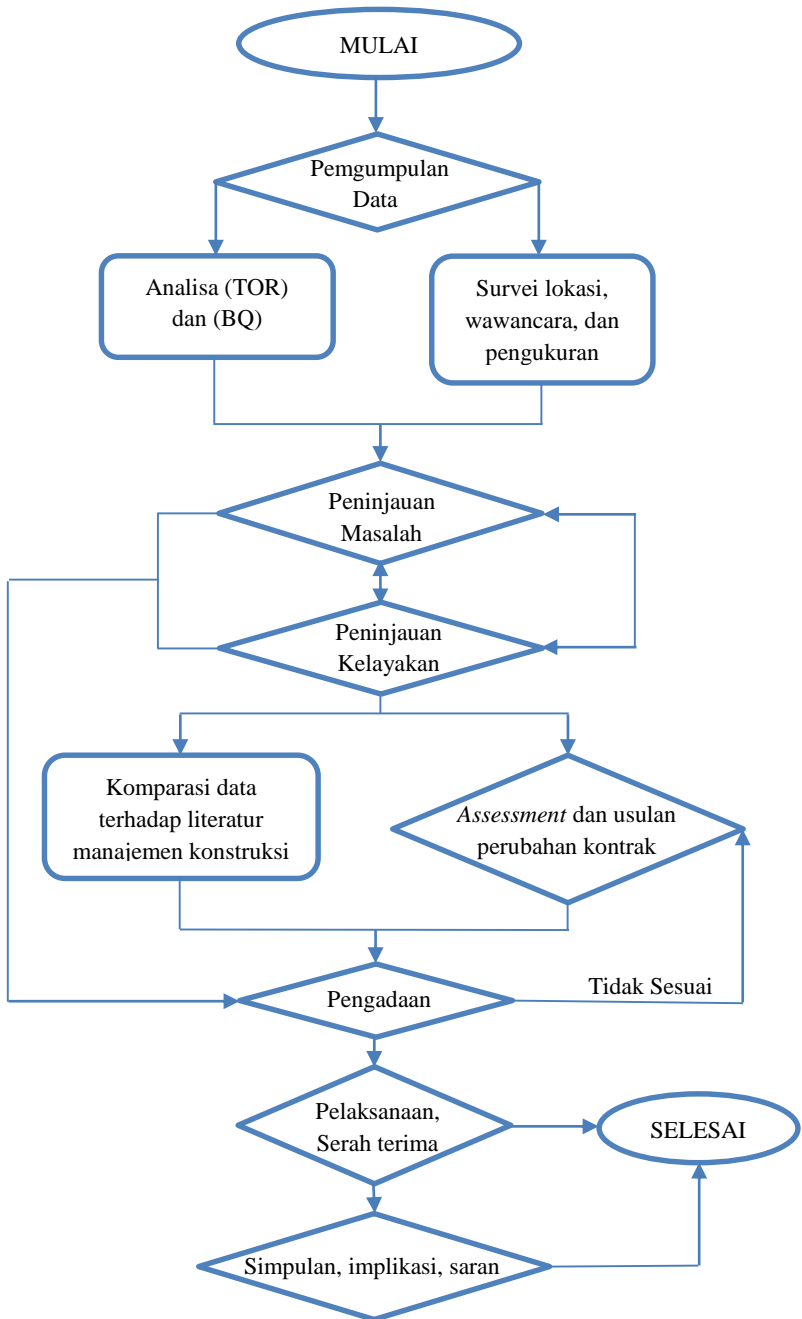 MULAI
Pemgumpulan
Data
Analisa (TOR)
dan (BQ)
Survei lokasi,
wawancara, dan
pengukuran
Peninjauan
Masalah
Peninjauan
Kelayakan
Komparasi data
terhadap literatur
manajemen konstruksi
Assessment dan usulan
perubahan kontrak
Pengadaan
Tidak Sesuai
Pelaksanaan,
Serah terima
SELESAI
Simpulan, implikasi, saran